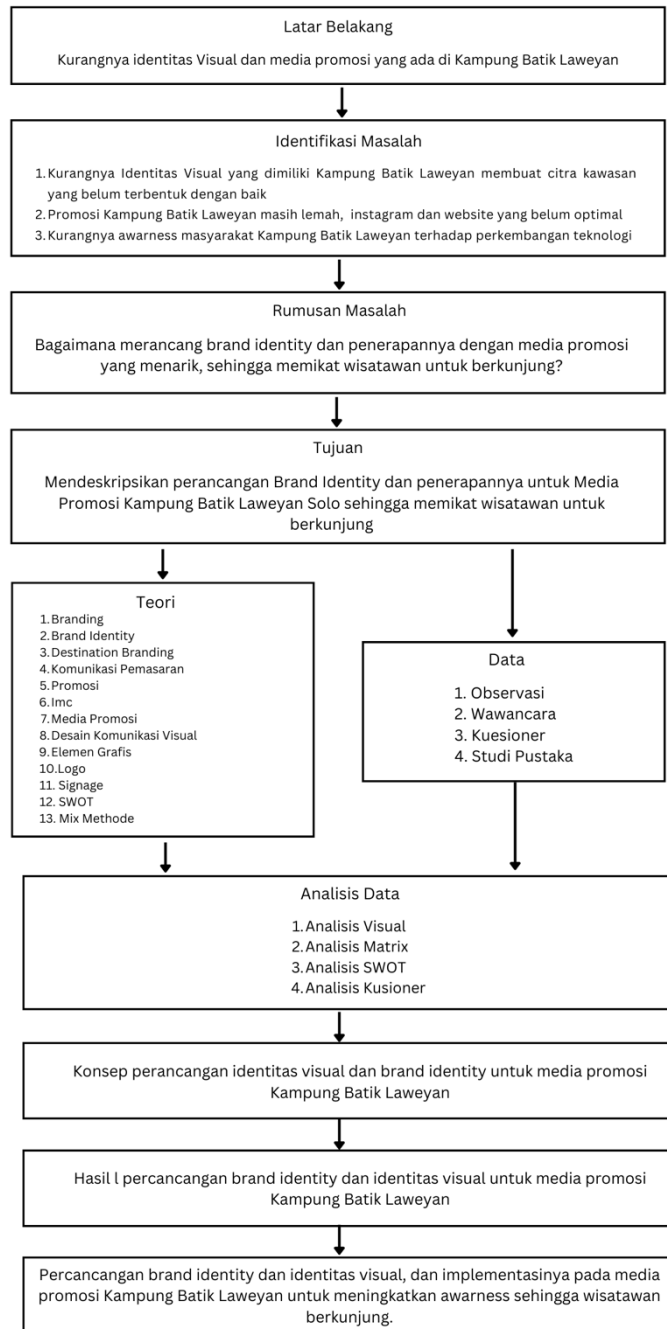 Latar Belakang
Kurangnya identitas Visual dan media promosi yang ada di Kampung Batik Laweyan
Identifikasi Masalah
1. Kurangnya Identitas Visual yang dimiliki Kampung Batik Laweyan membuat citra kawasan
yang belum terbentuk dengan baik
2. Promosi Kampung Batik Laweyan masih lemah, instagram dan website yang belum optimal
3. Kurangnya awarness masyarakat Kampung Batik Laweyan terhadap perkembangan teknologi
Rumusan Masalah
Bagaimana merancang brand identity dan penerapannya dengan media promosi
yang menarik, sehingga memikat wisatawan untuk berkunjung?
Tujuan
Mendeskripsikan perancangan Brand Identity dan penerapannya untuk Media
Promosi Kampung Batik Laweyan Solo sehingga memikat wisatawan untuk
berkunjung
Teori
1. Branding
2. Brand Identity
3. Destination Branding
4. Komunikasi Pemasaran
5. Promosi
6. Imc
7. Media Promosi
8. Desain Komunikasi Visual
9. Elemen Grafis
10. Logo
11. Signage
12. SWOT
13. Mix Methode
Data
1. Observasi
2. Wawancara
3. Kuesioner
4. Studi Pustaka
Analisis Data
1. Analisis Visual
2. Analisis Matrix
3. Analisis SWOT
4. Analisis Kusioner
Konsep perancangan identitas visual dan brand identity untuk media promosi
Kampung Batik Laweyan
Hasil l percancangan brand identity dan identitas visual untuk media promosi
Kampung Batik Laweyan
Percancangan brand identity dan identitas visual, dan implementasinya pada media
promosi Kampung Batik Laweyan untuk meningkatkan awarness sehingga wisatawan
berkunjung.